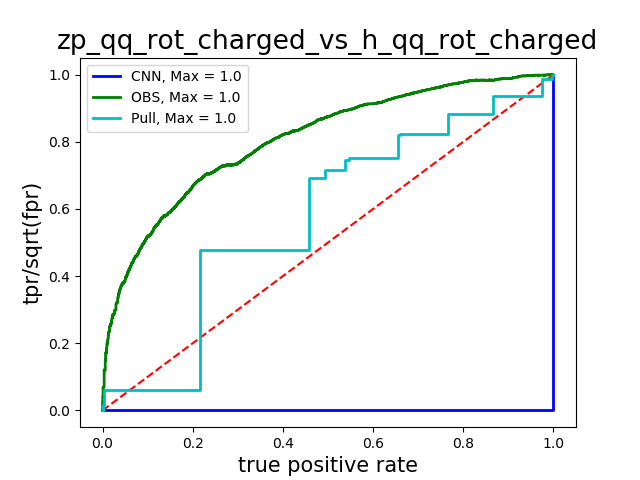 zp_qq_rot_charged_vs_h_qq_rot_charged
CNN, Max = 1.0
OBS, Max = 1.0
Pull, Max = 1.0
tpr/sqrt(fpr)
1.0
0.8
0.6
0.4
0.2
0.0
0.0 0.2 0.4 0.6 0.8 1.0
true positive rate